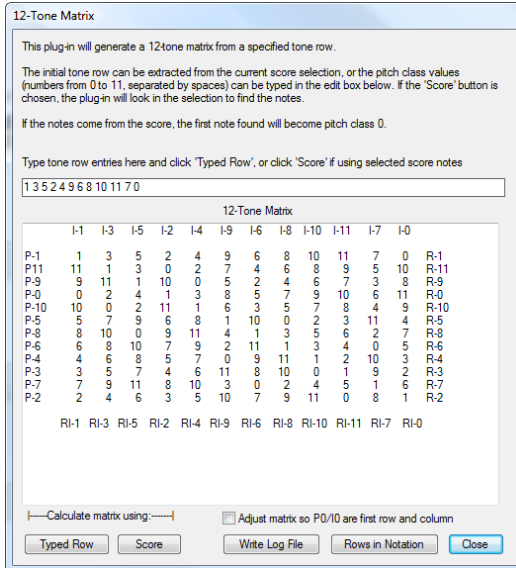 12-Tone Matrix
This plug-in will generate a 12-tone matrix from a specified tone row.
The initial tone row can be extracted from the current score selection, or the pitch class values
(numbers from 0 to 11, separated by spaces) can be typed in the edit box below. If the 'Score' button is
chosen, the plug-in will look in the selection to find the notes.
If the notes come from the score, the first note found will become pitch class 0.
Type tone row entries here and click 'Typed Row', or click 'Score' if using selected score notes
1 3 5 2 4 9 6 8 10 11 7 0
12-Tone Matrix
I-1 I-3 I-5 I-2 I-4 I-9 I-6 I-8 I-10 I-11 I-7 I-0
P-1 1 3 5 2 4 9 6 8 10 11 7 0 R-1
P11 11 1 3 0 2 7 4 6 8 9 5 10 R-11
P-9 9 11 1 10 0 5 2 4 6 7 3 8 R-9
P-0 0 2 4 1 3 8 5 7 9 10 6 11 R-0
P-10 10 0 2 11 1 6 3 5 7 8 4 9 R-10
P-5 5 7 9 6 8 1 10 0 2 3 11 4 R-5
P-8 8 10 0 9 11 4 1 3 5 6 2 7 R-8
P-6 6 8 10 7 9 2 11 1 3 4 0 5 R-6
P-4 4 6 8 5 7 0 9 11 1 2 10 3 R-4
P-3 3 5 7 4 6 11 8 10 0 1 9 2 R-3
P-7 7 9 11 8 10 3 0 2 4 5 1 6 R-7
P-2 2 4 6 3 5 10 7 9 11 0 8 1 R-2
RI-1 RI-3 RI-5 RI-2 RI-4 RI-9 RI-6 RI-8 RI-10 RI-11 RI-7 RI-0
|-----Calculate matrix using:------|
Adjust matrix so P0/I0 are first row and column
Typed Row Score Write Log File Rows in Notation Close